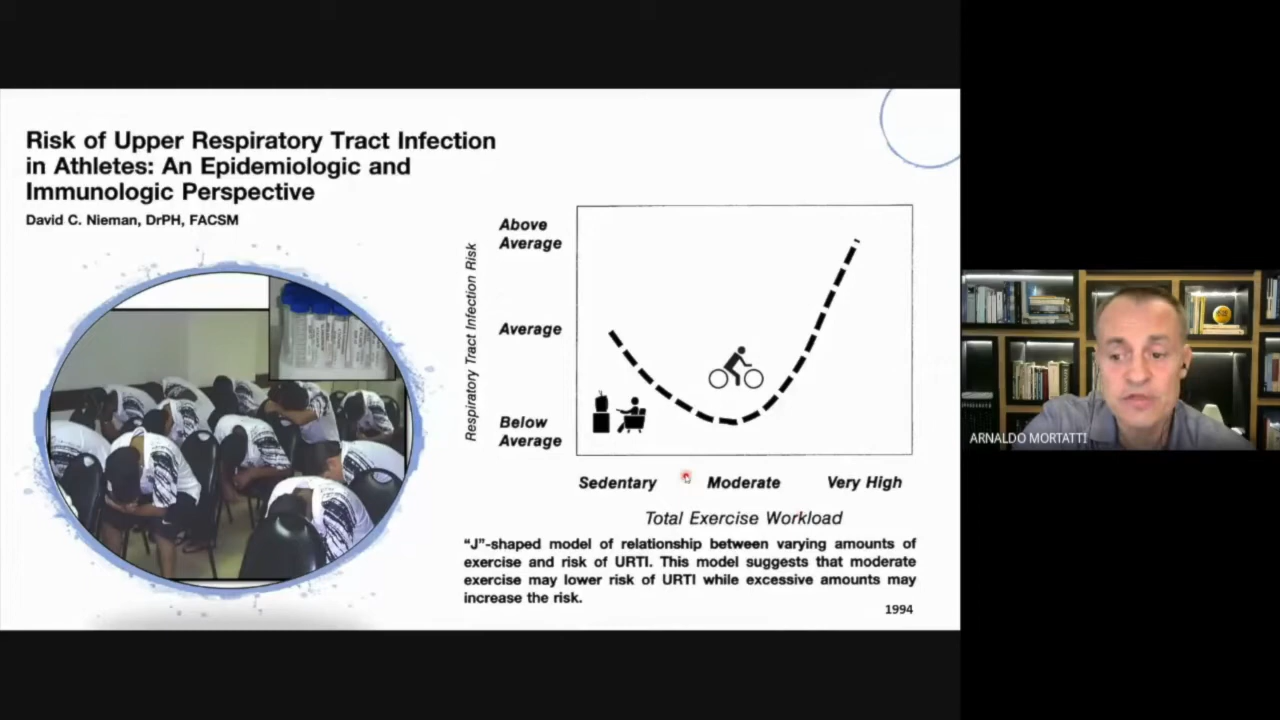 Risk of Upper Respiratory Tract Infection
in Athletes: An Epidemiologic and
Immunologic Perspective
David C. Nieman, DrPH, FACSM
Above
Average
Average
Below
Average
Respiratory Tract Infection Risk
Sedentary
Moderate
Very High
Total Exercise Workload
"J"-shaped model of relationship between varying amounts of
exercise and risk of URTI. This model suggests that moderate
exercise may lower risk of URTI while excessive amounts may
increase the risk.
1994
ARNALDO MORTATTI